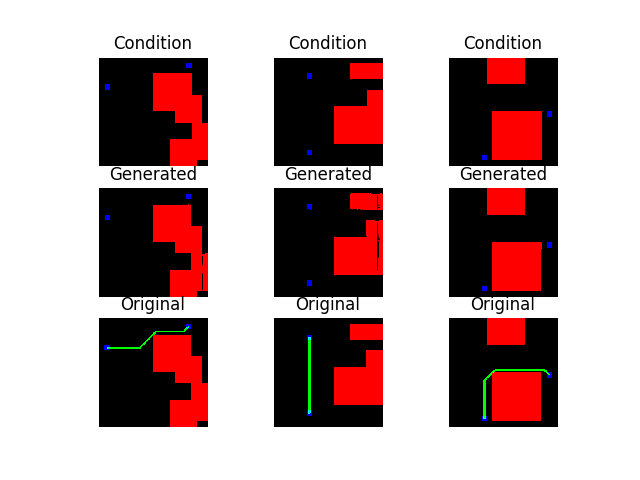 Condition Condition Condition
Generated Generated Generated
Original Original Original